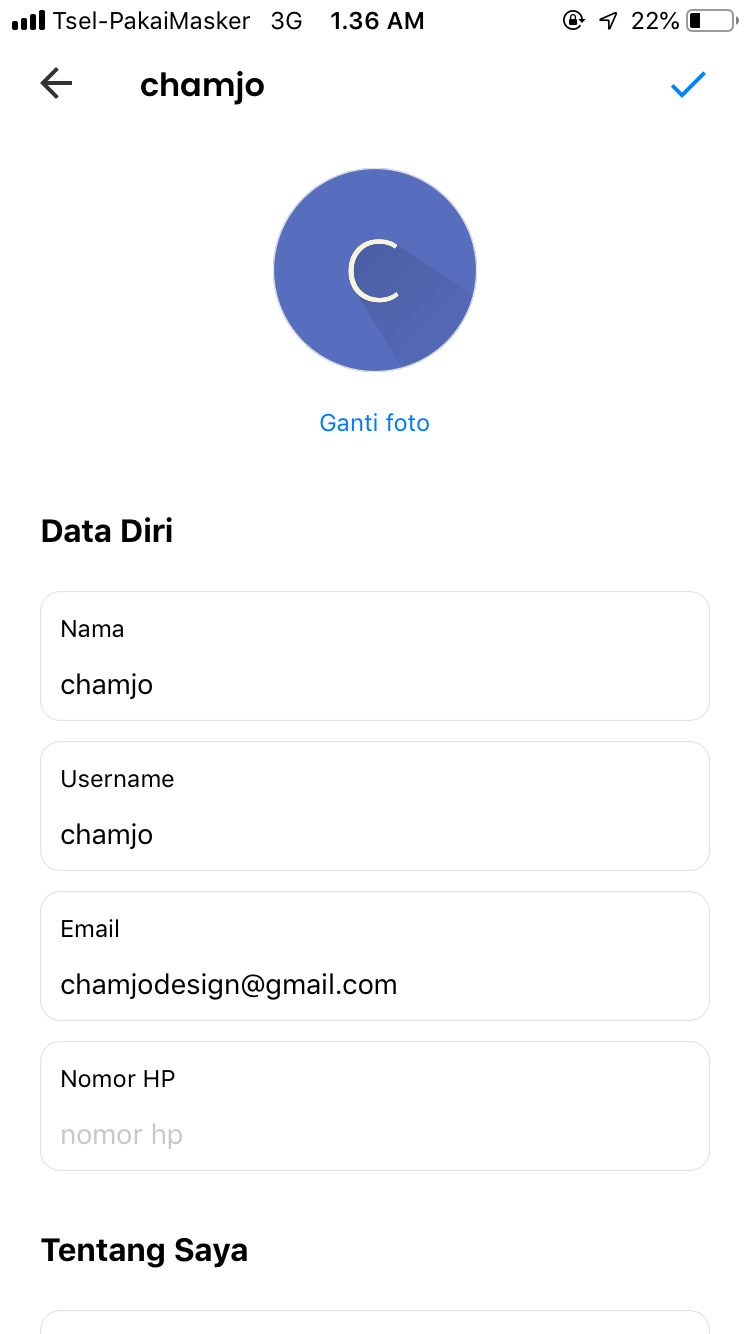 Tsel-PakaiMasker 3G 1.36 AM 22%
chamjo
C
Ganti foto
Data Diri
Nama
chamjo
Username
chamjo
Email
chamjodesign@gmail.com
Nomor HP
nomor hp
Tentang Saya